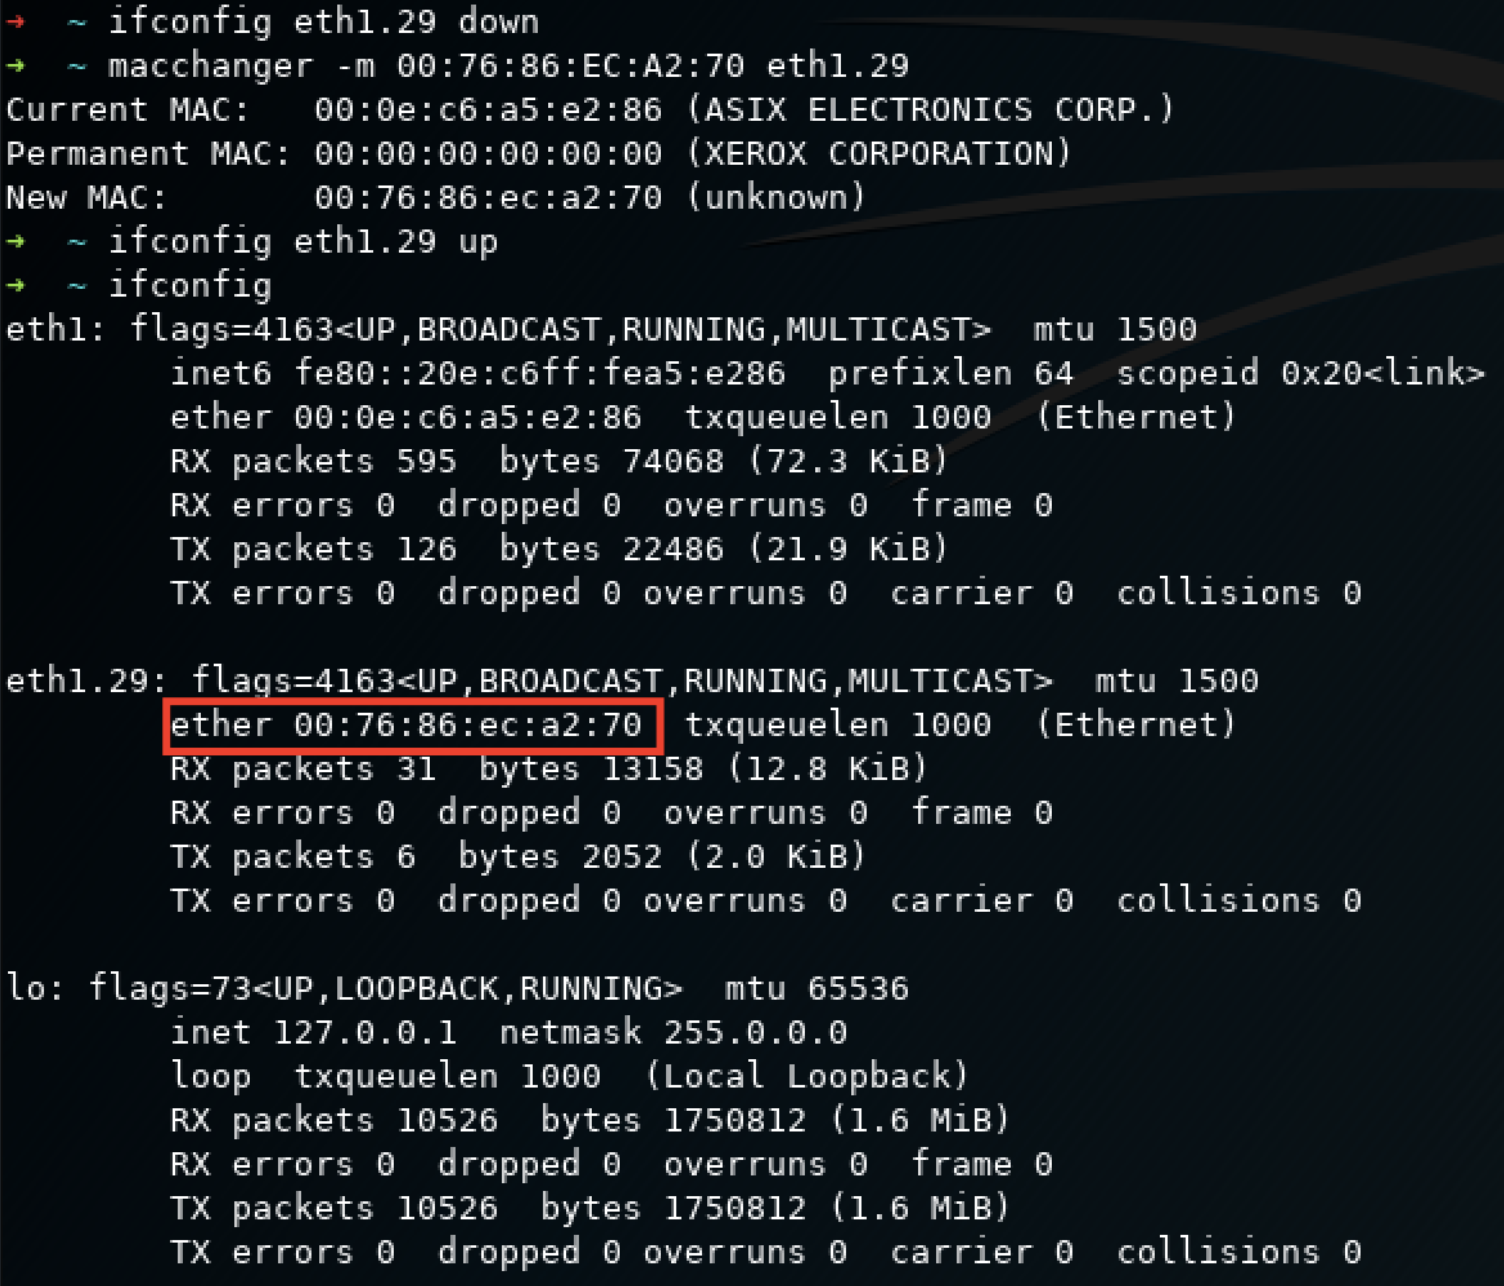 →  ~ ifconfig eth1.29 down
→  ~ macchanger -m 00:76:86:EC:A2:70 eth1.29
Current MAC:   00:0e:c6:a5:e2:86 (ASIX ELECTRONICS CORP.)
Permanent MAC: 00:00:00:00:00:00 (XEROX CORPORATION)
New MAC:       00:76:86:ec:a2:70 (unknown)
→  ~ ifconfig eth1.29 up
→  ~ ifconfig
eth1: flags=4163<UP,BROADCAST,RUNNING,MULTICAST>  mtu 1500
        inet6 fe80::20e:c6ff:fea5:e286  prefixlen 64  scopeid 0x20<link>
        ether 00:0e:c6:a5:e2:86  txqueuelen 1000  (Ethernet)
        RX packets 595  bytes 74068 (72.3 KiB)
        RX errors 0  dropped 0  overruns 0  frame 0
        TX packets 126  bytes 22486 (21.9 KiB)
        TX errors 0  dropped 0 overruns 0  carrier 0  collisions 0

eth1.29: flags=4163<UP,BROADCAST,RUNNING,MULTICAST>  mtu 1500
        ether 00:76:86:ec:a2:70  txqueuelen 1000  (Ethernet)
        RX packets 31  bytes 13158 (12.8 KiB)
        RX errors 0  dropped 0  overruns 0  frame 0
        TX packets 6  bytes 2052 (2.0 KiB)
        TX errors 0  dropped 0 overruns 0  carrier 0  collisions 0

lo: flags=73<UP,LOOPBACK,RUNNING>  mtu 65536
        inet 127.0.0.1  netmask 255.0.0.0
        loop  txqueuelen 1000  (Local Loopback)
        RX packets 10526  bytes 1750812 (1.6 MiB)
        RX errors 0  dropped 0  overruns 0  frame 0
        TX packets 10526  bytes 1750812 (1.6 MiB)
        TX errors 0  dropped 0 overruns 0  carrier 0  collisions 0